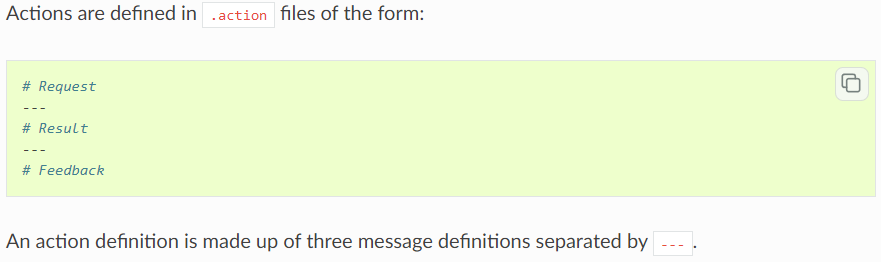 Actions are defined in .action files of the form:
# Request
---
# Result
---
# Feedback
An action definition is made up of three message definitions separated by ---.